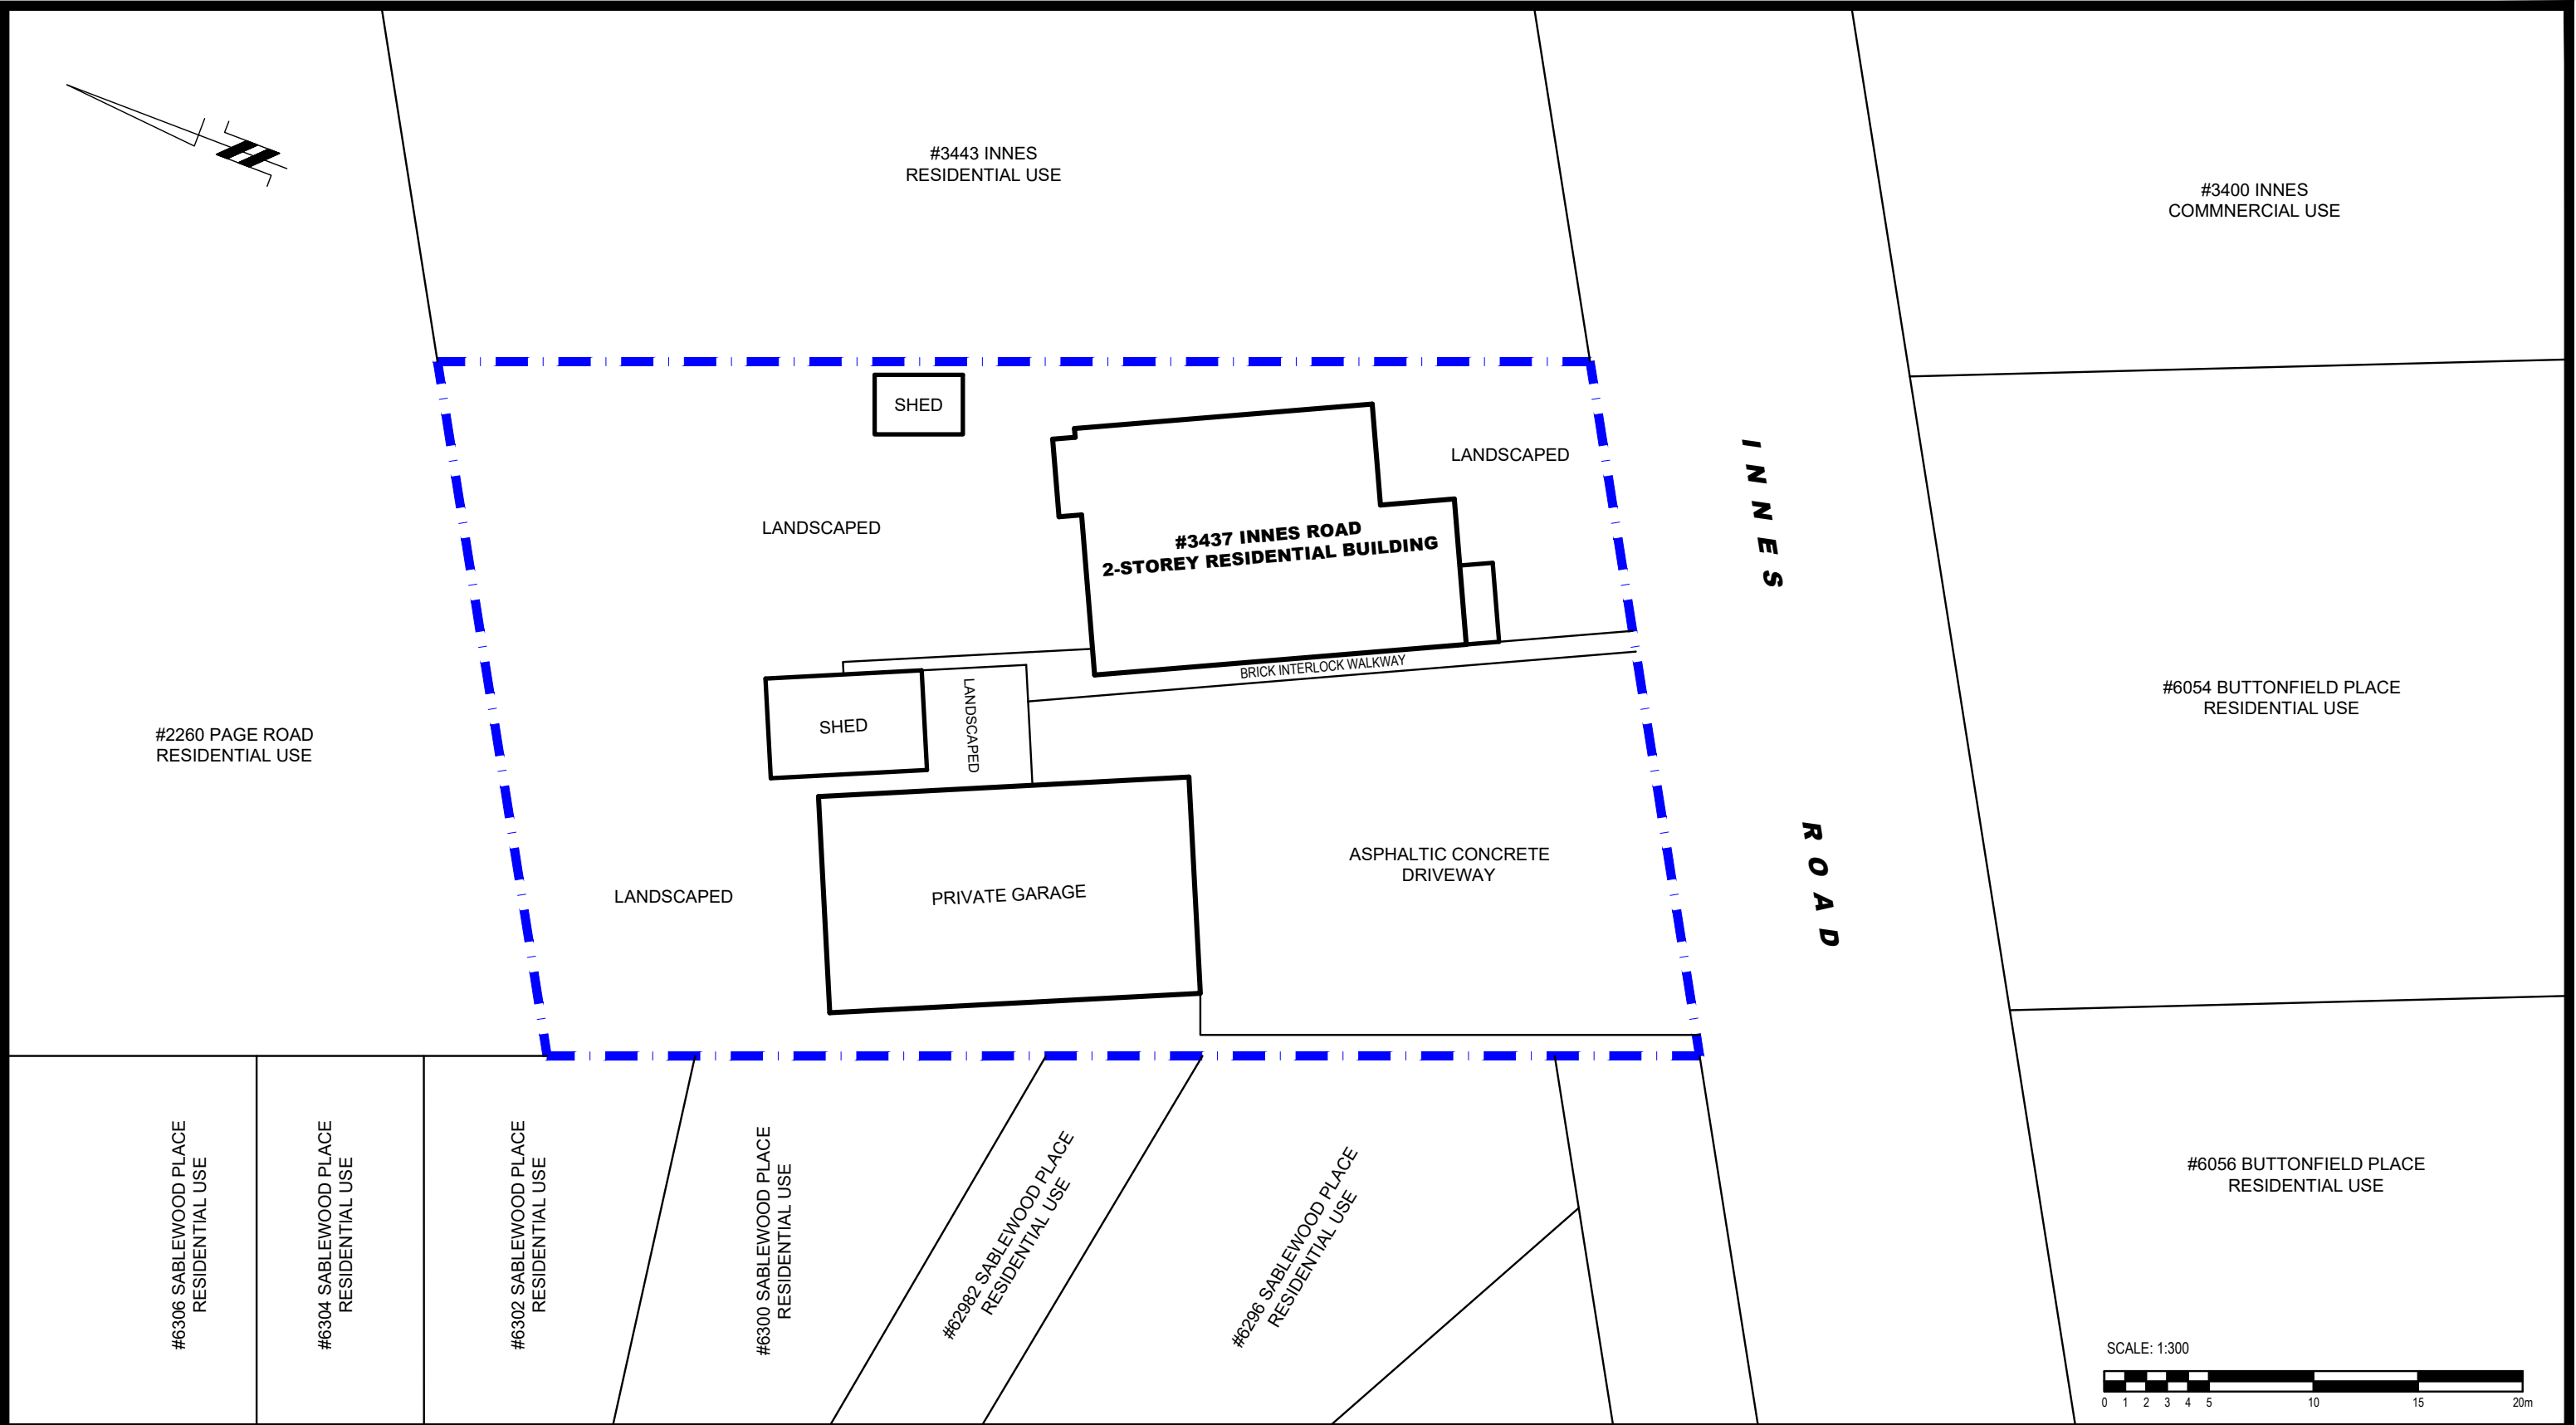 #3443 INNES
RESIDENTIAL USE
#3400 INNES
COMMNERCIAL USE
SHED
LANDSCAPED
LANDSCAPED
#3437 INNES ROAD
2-STOREY RESIDENTIAL BUILDING
INNES
ROAD
BRICK INTERLOCK WALKWAY
LANDSCAPED
SHED
#2260 PAGE ROAD
RESIDENTIAL USE
#6054 BUTTONFIELD PLACE
RESIDENTIAL USE
ASPHALTIC CONCRETE
DRIVEWAY
PRIVATE GARAGE
LANDSCAPED
#6306 SABLEWOOD PLACE
RESIDENTIAL USE
#6304 SABLEWOOD PLACE
RESIDENTIAL USE
#6302 SABLEWOOD PLACE
RESIDENTIAL USE
#6300 SABLEWOOD PLACE
RESIDENTIAL USE
#62982 SABLEWOOD PLACE
RESIDENTIAL USE
#6296 SABLEWOOD PLACE
RESIDENTIAL USE
#6056 BUTTONFIELD PLACE
RESIDENTIAL USE
SCALE: 1:300
0 1 2 3 4 5 10 15 20m